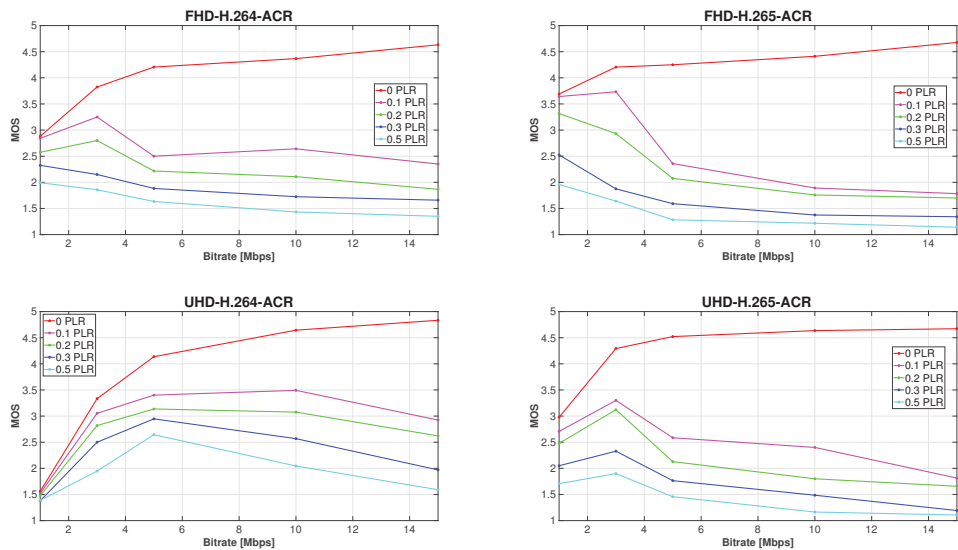 FHD-H.264-ACR
5
4.5
4
3.5
3
2.5
2
1.5
1
MOS
0 PLR
0.1 PLR
0.2 PLR
0.3 PLR
0.5 PLR
2 4 6 8 10 12 14
Bitrate [Mbps]
FHD-H.265-ACR
5
4.5
4
3.5
3
2.5
2
1.5
1
MOS
0 PLR
0.1 PLR
0.2 PLR
0.3 PLR
0.5 PLR
2 4 6 8 10 12 14
Bitrate [Mbps]
UHD-H.264-ACR
5
4.5
4
3.5
3
2.5
2
1.5
1
MOS
0 PLR
0.1 PLR
0.2 PLR
0.3 PLR
0.5 PLR
2 4 6 8 10 12 14
Bitrate [Mbps]
UHD-H.265-ACR
5
4.5
4
3.5
3
2.5
2
1.5
1
MOS
0 PLR
0.1 PLR
0.2 PLR
0.3 PLR
0.5 PLR
2 4 6 8 10 12 14
Bitrate [Mbps]